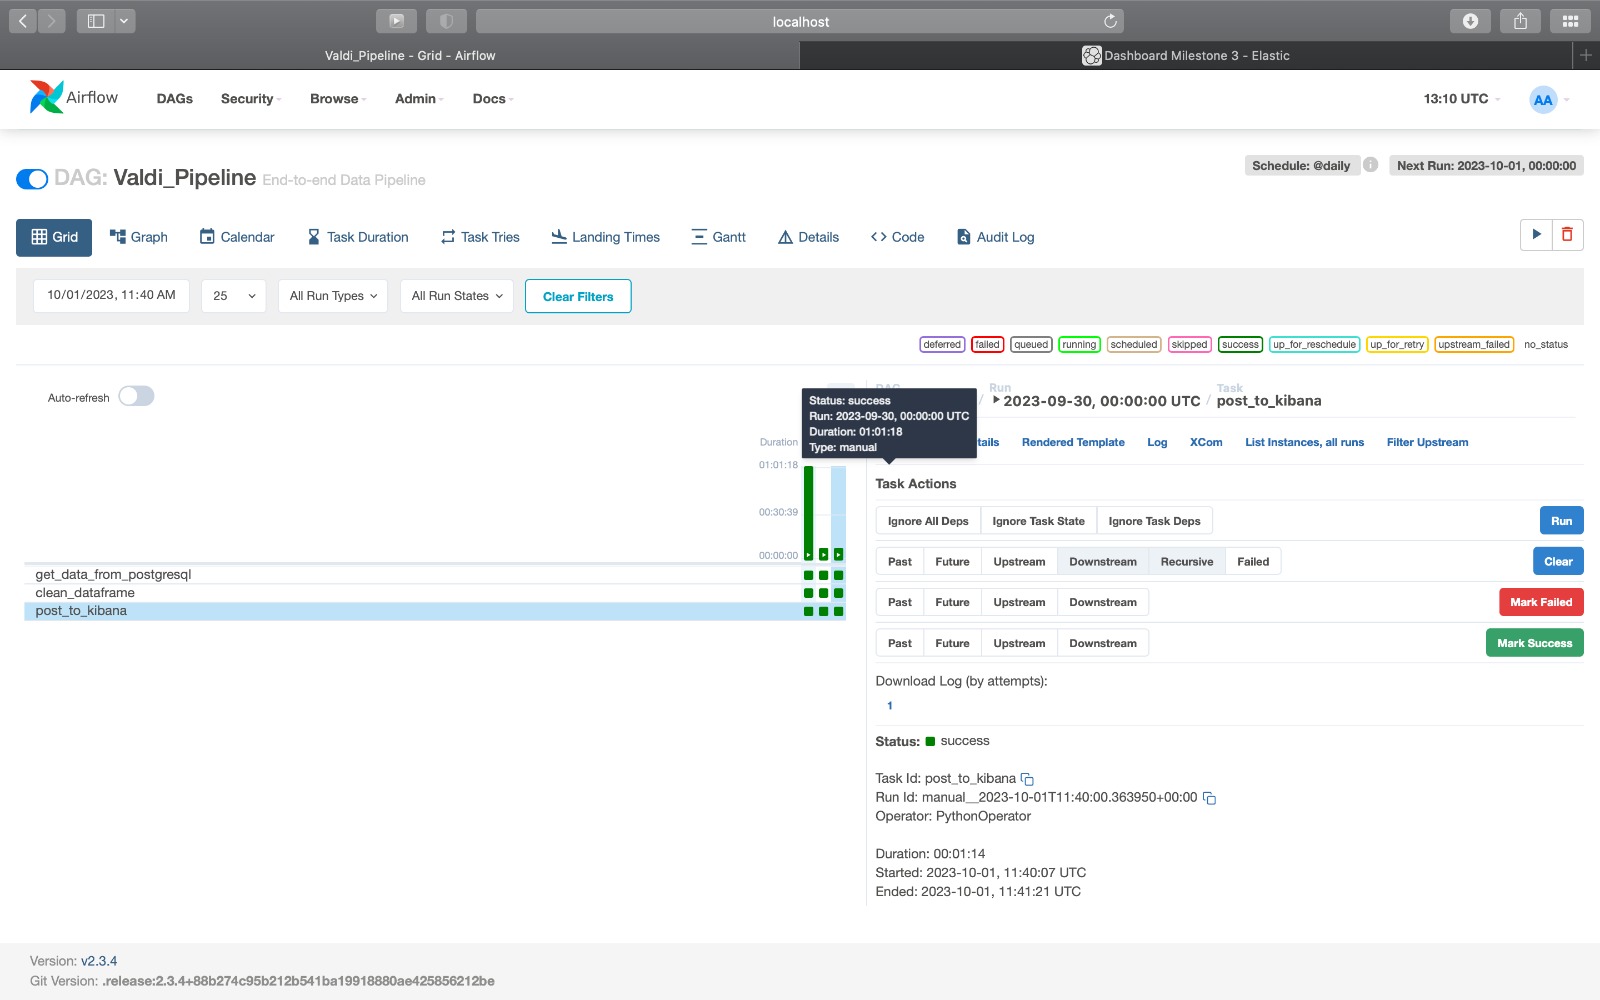 localhost
Valdi_Pipeline - Grid - Airflow
Dashboard Milestone 3 - Elastic
Airflow
DAGs
Security
Browse
Admin
Docs
13:10 UTC
AA
DAG: Valdi_Pipeline End-to-end Data Pipeline
Schedule: @daily
Next Run: 2023-10-01, 00:00:00
Grid
Graph
Calendar
Task Duration
Task Tries
Landing Times
Gantt
Details
Code
Audit Log
10/01/2023, 11:40 AM
25
All Run Types
All Run States
Clear Filters
deferred
failed
queued
running
scheduled
skipped
success
up_for_reschedule
up_for_retry
upstream_failed
no_status
Auto-refresh
Duration
01:01:18
00:30:39
00:00:00
get_data_from_postgresql
clean_dataframe
post_to_kibana
Status: success
Run: 2023-09-30, 00:00:00 UTC
Duration: 01:01:18
Type: manual
DAG
Run
2023-09-30, 00:00:00 UTC
Task
post_to_kibana
tails
Rendered Template
Log
XCom
List Instances, all runs
Filter Upstream
Task Actions
Ignore All Deps
Ignore Task State
Ignore Task Deps
Run
Past
Future
Upstream
Downstream
Recursive
Failed
Clear
Past
Future
Upstream
Downstream
Mark Failed
Past
Future
Upstream
Downstream
Mark Success
Download Log (by attempts):
1
Status: success
Task Id: post_to_kibana
Run Id: manual__2023-10-01T11:40:00.363950+00:00
Operator: PythonOperator
Duration: 00:01:14
Started: 2023-10-01, 11:40:07 UTC
Ended: 2023-10-01, 11:41:21 UTC
Version: v2.3.4
Git Version: .release:2.3.4+88b274c95b212b541ba19918880ae425856212be